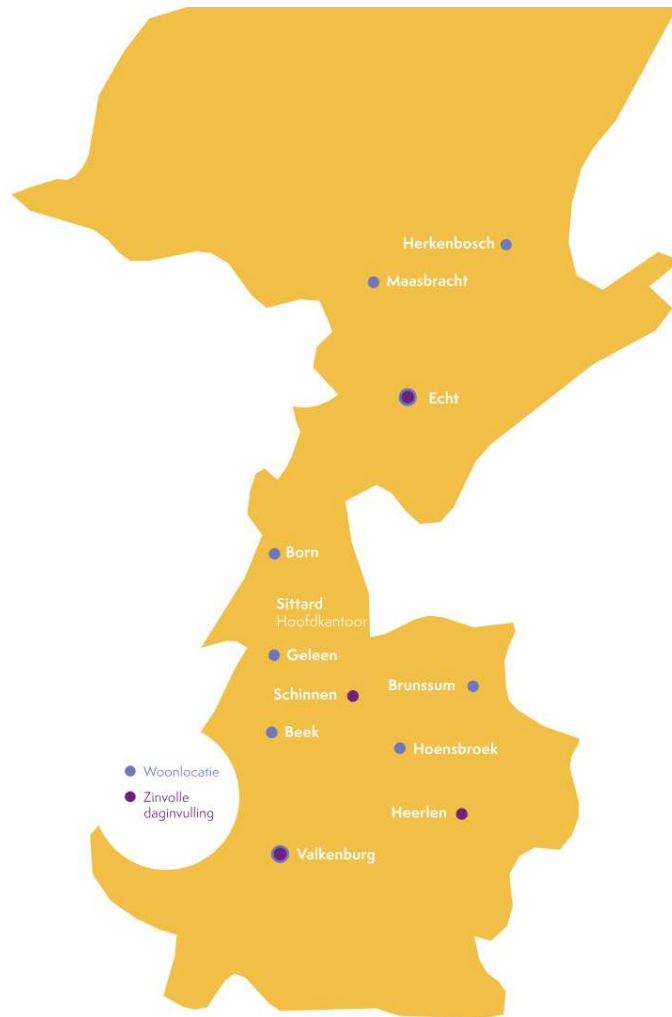 Herkenbosch
Maasbracht
Echt
Born
Sittard
Hoofdkantoor
Geleen
Brunssum
Schinnen
Beek
Hoensbroek
Woonlocatie
Zinvolle
daginvulling
Heerlen
Valkenburg